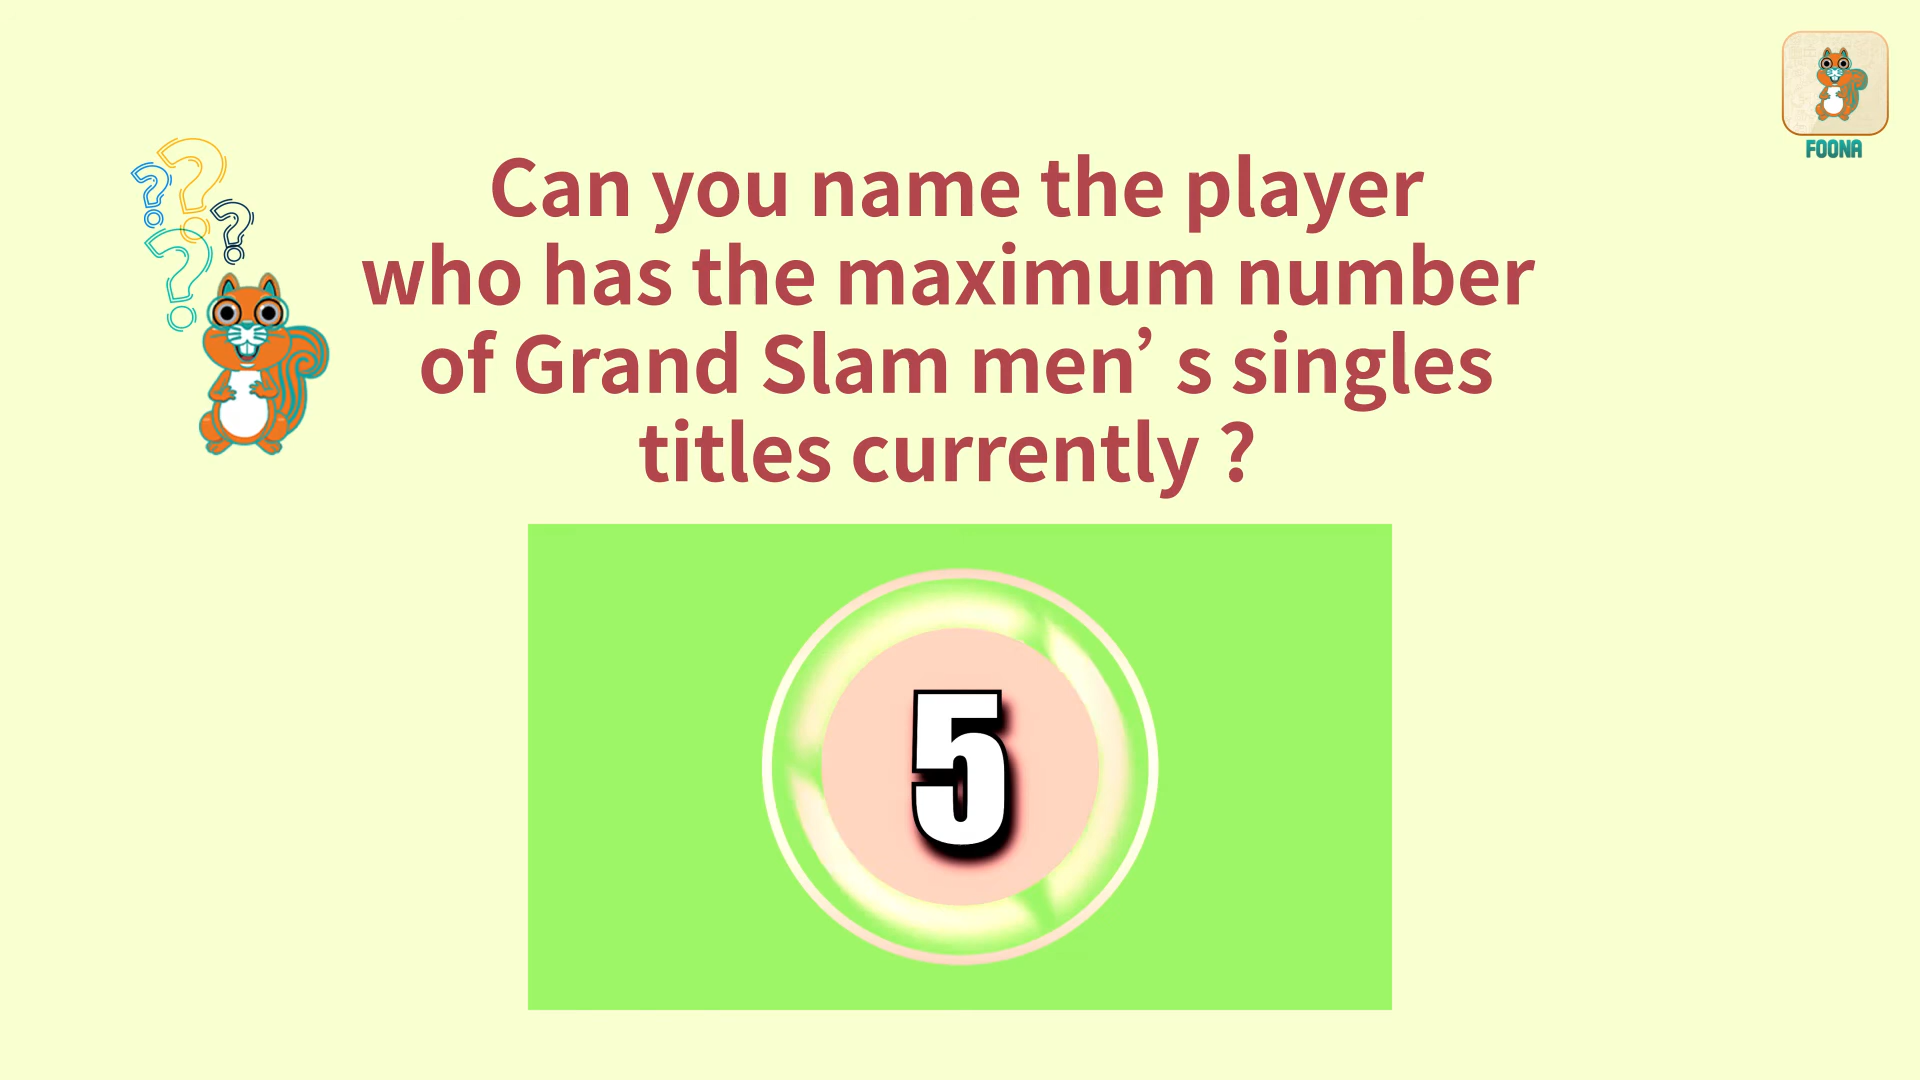 FOONA
Can you name the player
who has the maximum number
of Grand Slam men’ s singles
titles currently ?
5